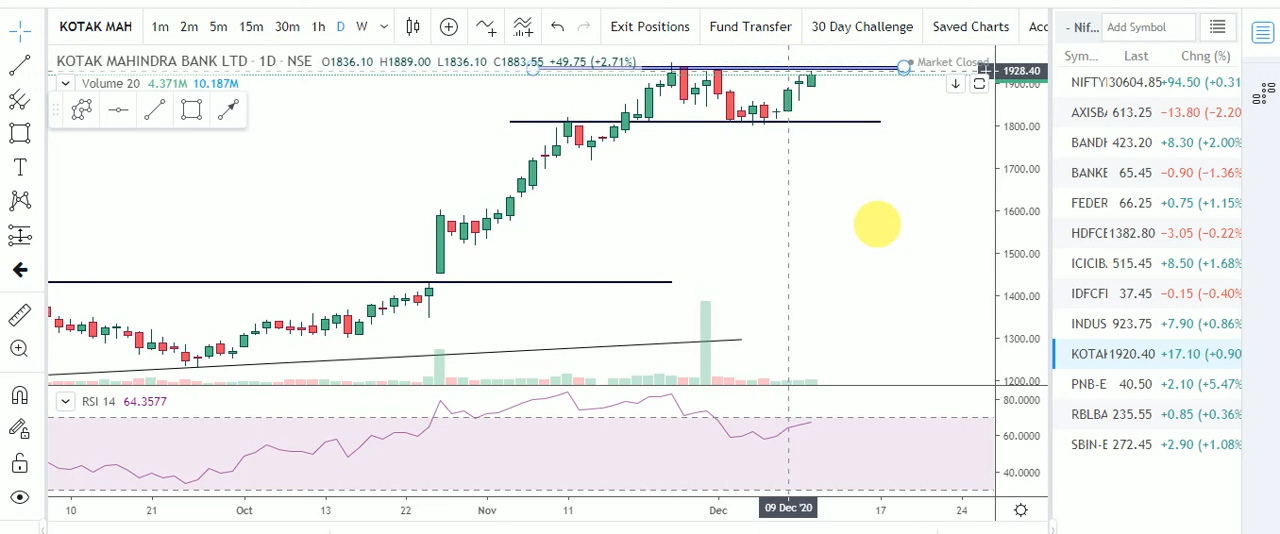 KOTAK MAH 1m 2m 5m 15m 30m 1h D W Exit Positions Fund Transfer 30 Day Challenge Saved Charts Acc
KOTAK MAHINDRA BANK LTD · 1D · NSE O1836.10 H1889.00 L1836.10 C1883.55 +49.75 (+2.71%) Market Closed
Volume 20 4.371M 10.187M
1928.40
1900.00
1800.00
1700.00
1600.00
1500.00
1400.00
1300.00
1200.00
RSI 14 64.3577
80.0000
60.0000
40.0000
10 21 Oct 13 22 Nov 11 Dec 09 Dec '20 17 24
- Nif... Add Symbol
Sym... Last Chng (%)
NIFTY 30604.85 +94.50 (+0.31
AXISBA 613.25 −13.80 (−2.20
BANDH 423.20 +8.30 (+2.00%
BANKE 65.45 −0.90 (−1.36%
FEDER 66.25 +0.75 (+1.15%
HDFCE 1382.80 −3.05 (−0.22%
ICICIB. 515.45 +8.50 (+1.68%
IDFCFI 37.45 −0.15 (−0.40%
INDUS 923.75 +7.90 (+0.86%
KOTAK 1920.40 +17.10 (+0.90
PNB-E 40.50 +2.10 (+5.47%
RBLBA 235.55 +0.85 (+0.36%
SBIN-E 272.45 +2.90 (+1.08%